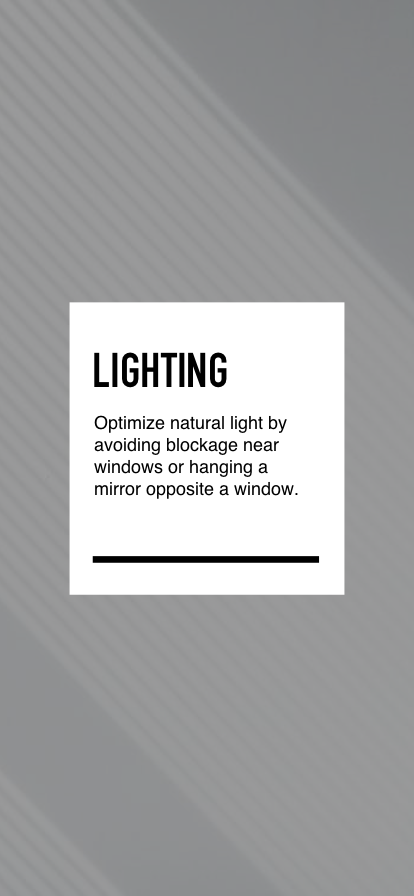 LIGHTING
Optimize natural light by
avoiding blockage near
windows or hanging a
mirror opposite a window.